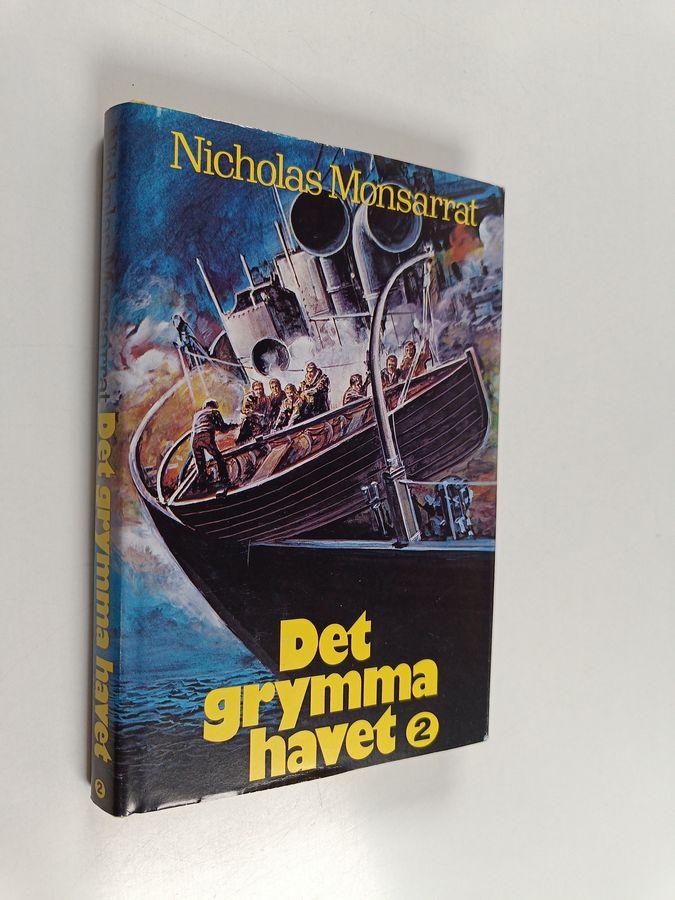 Nicholas Monsarrat
Det
grymma
havet 2
Det grymma havet
2